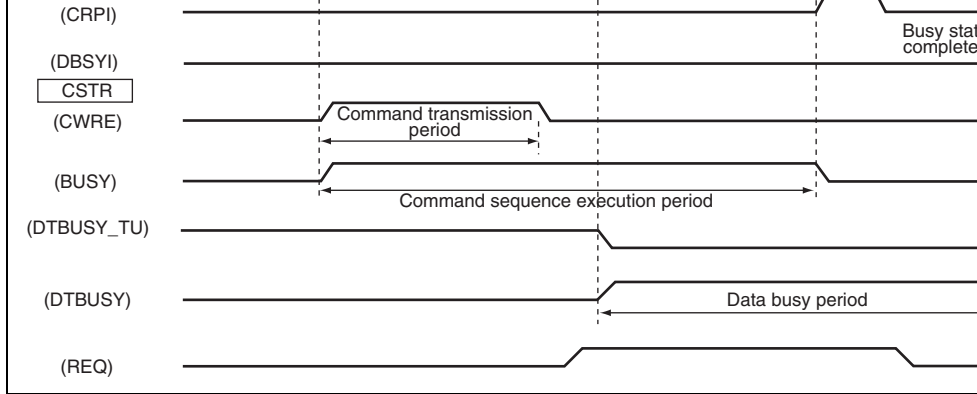 (CRPI)
Busy stat
complete
(DBSYI)
CSTR
(CWRE)
Command transmission
period
(BUSY)
Command sequence execution period
(DTBUSY_TU)
(DTBUSY)
Data busy period
(REQ)